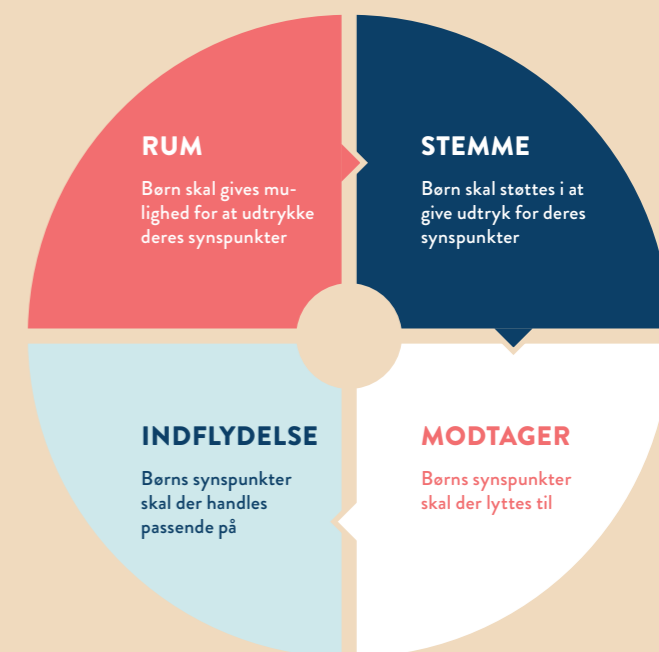 RUM
Børn skal gives mu-
lighed for at udtrykke
deres synspunkter
STEMME
Børn skal støttes i at
give udtryk for deres
synspunkter
INDFLYDELSE
Børns synspunkter
skal der handles
passende på
MODTAGER
Børns synspunkter
skal der lyttes til